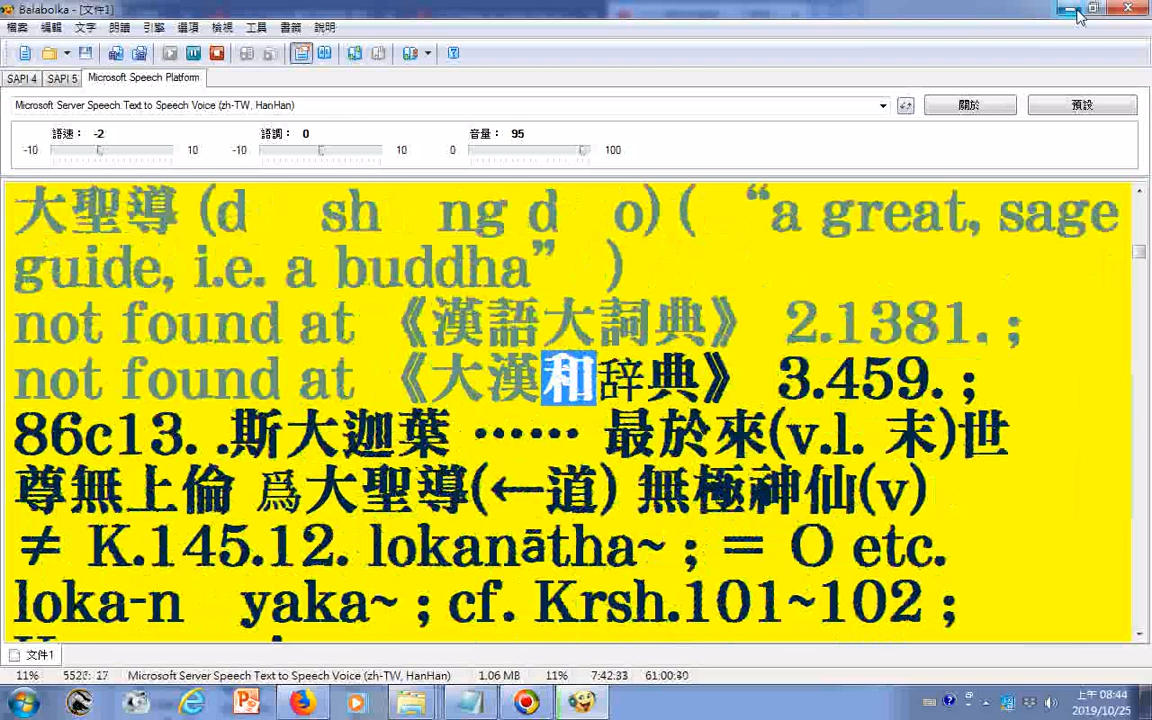 Balabolka - [文件1]
檔案 編輯 文字 朗讀 引擎 選項 檢視 工具 書籤 說明
SAPI 4 SAPI 5 Microsoft Speech Platform
Microsoft Server Speech Text to Speech Voice (zh-TW, HanHan) 關於 預設
語速： -2 語調： 0 音量： 95
-10 10 -10 10 0 100
大聖導 (d sh ng d o) ( “a great, sage
guide, i.e. a buddha” )
not found at 《漢語大詞典》 2.1381. ;
not found at 《大漢和辞典》 3.459. ;
86c13. .斯大迦葉 …… 最於來(v.l. 末)世
尊無上倫 爲大聖導(←道) 無極神仙(v)
≠ K.145.12. lokanātha~ ; = O etc.
loka-n yaka~ ; cf. Krsh.101~102 ;
文件1
11% 552: 17 Microsoft Server Speech Text to Speech Voice (zh-TW, HanHan) 1.06 MB 11% 7:42:33 61:00:30
上午 08:44
2019/10/25